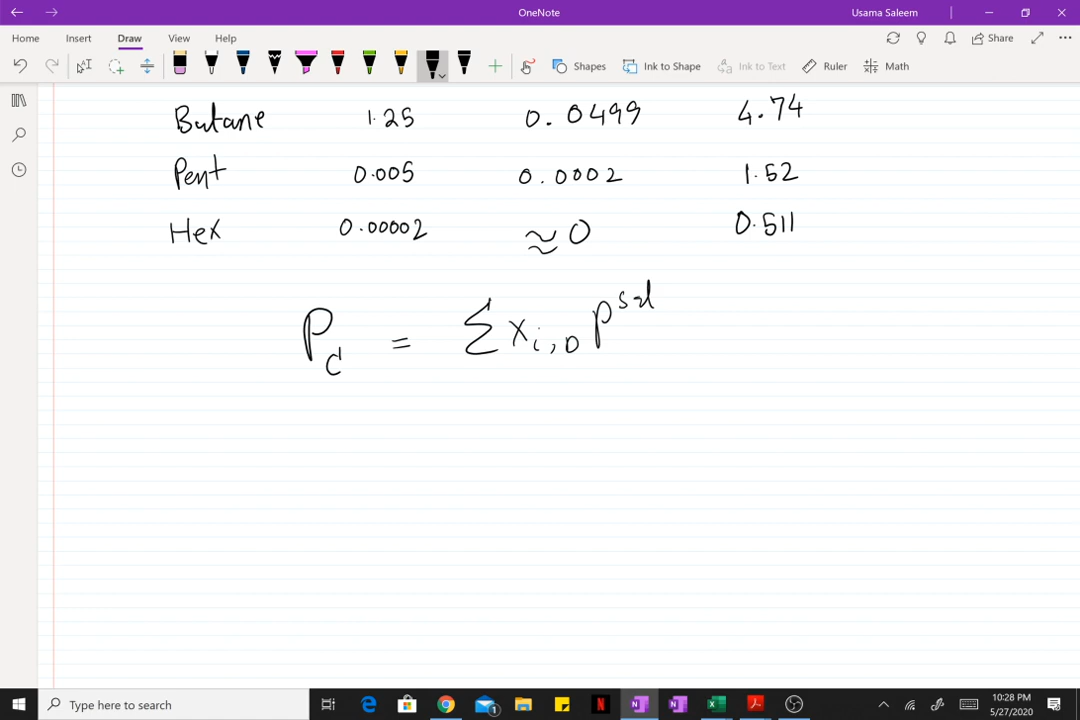 OneNote
Usama Saleem
Home Insert Draw View Help
Share
Shapes Ink to Shape Ink to Text Ruler Math
Butane 1.25 0.0499 4.74
Pent 0.005 0.0002 1.52
Hex 0.00002 ≈ 0 0.511
P_C = Σ x_{i,D} P^{sat}
Type here to search
10:28 PM
5/27/2020